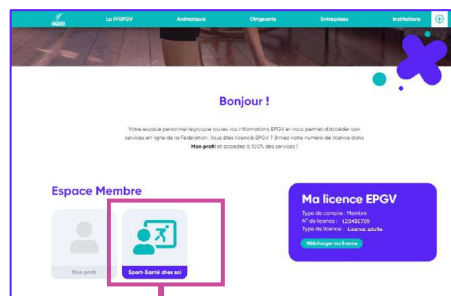 EPGV
La FFEPGV
Animateurs
Dirigeants
Entreprises
Institutions
Bonjour !
Votre espace personnel regroupe toutes vos informations EPGV et vous permet d'accéder aux
services en ligne de la Fédération. Vous êtes licencié EPGV ? Entrez votre numéro de licence dans
Mon profil et accédez à 100% des services !
Espace Membre
Mon profil
Sport-Santé chez soi
Ma licence EPGV
Type de compte : Membre
N° de licence : 123456789
Type de licence : Licence adulte
Télécharger ma licence